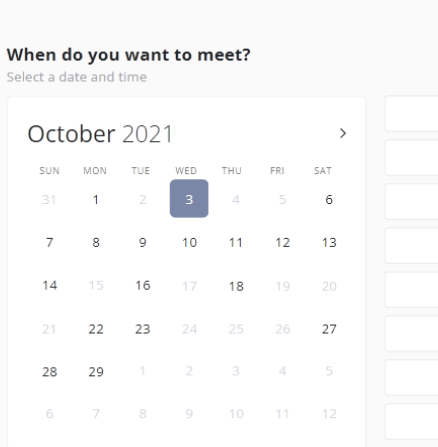 When do you want to meet?
Select a date and time
October 2021
SUN MON TUE WED THU FRI SAT
31 1 2 3 4 5 6
7 8 9 10 11 12 13
14 15 16 17 18 19 20
21 22 23 24 25 26 27
28 29 1 2 3 4 5
6 7 8 9 10 11 12